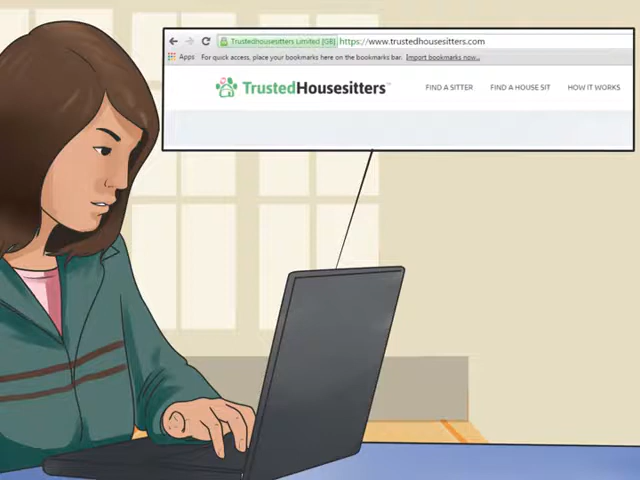 Trustedhousesitters Limited [GB] https://www.trustedhousesitters.com
Apps For quick access, place your bookmarks here on the bookmarks bar. Import bookmarks now...
TrustedHousesitters™ FIND A SITTER FIND A HOUSE SIT HOW IT WORKS